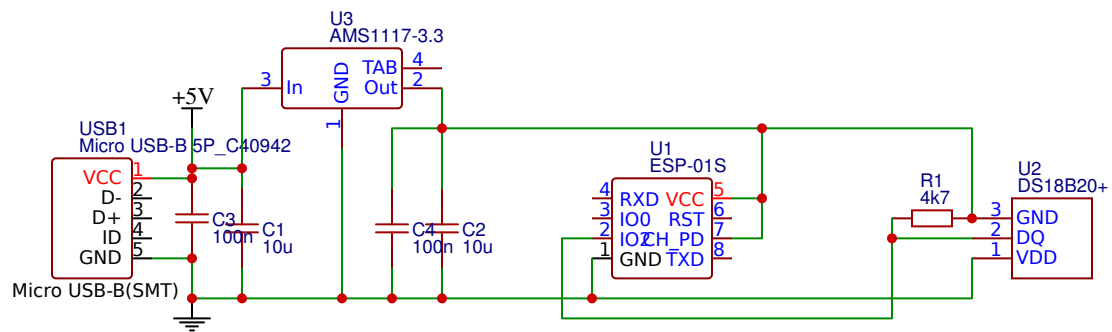 U3
AMS1117-3.3
TAB 4
3 In GND Out 2
1
+5V
USB1
Micro USB-B 5P_C40942
VCC 1
D- 2
D+ 3
ID 4
GND 5
Micro USB-B(SMT)
C3
100n
C1
10u
C4
100n
C2
10u
U1
ESP-01S
4 RXD VCC 5
3 IO0 RST 6
2 IO2 CH_PD 7
1 GND TXD 8
R1
4k7
U2
DS18B20+
3 GND
2 DQ
1 VDD